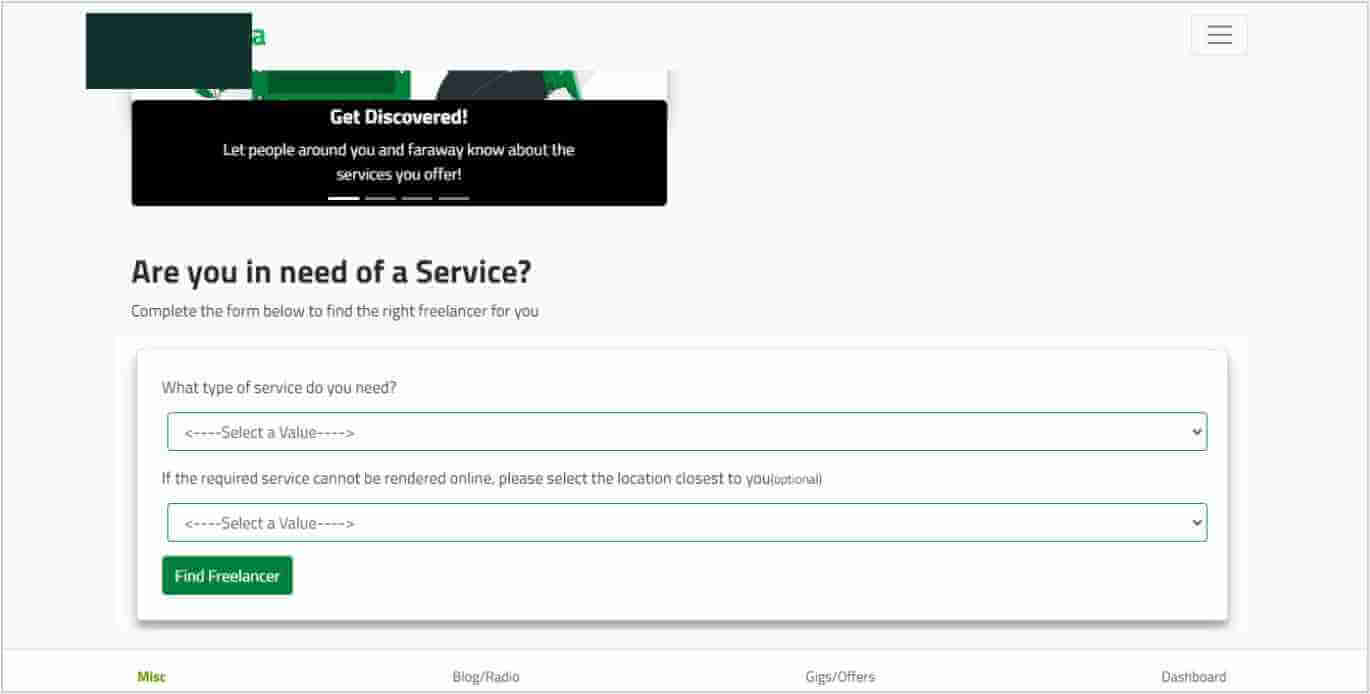 a
Get Discovered!
Let people around you and faraway know about the
services you offer!
Are you in need of a Service?
Complete the form below to find the right freelancer for you
What type of service do you need?
<----Select a Value---->
If the required service cannot be rendered online, please select the location closest to you(optional)
<----Select a Value---->
Find Freelancer
Misc Blog/Radio Gigs/Offers Dashboard